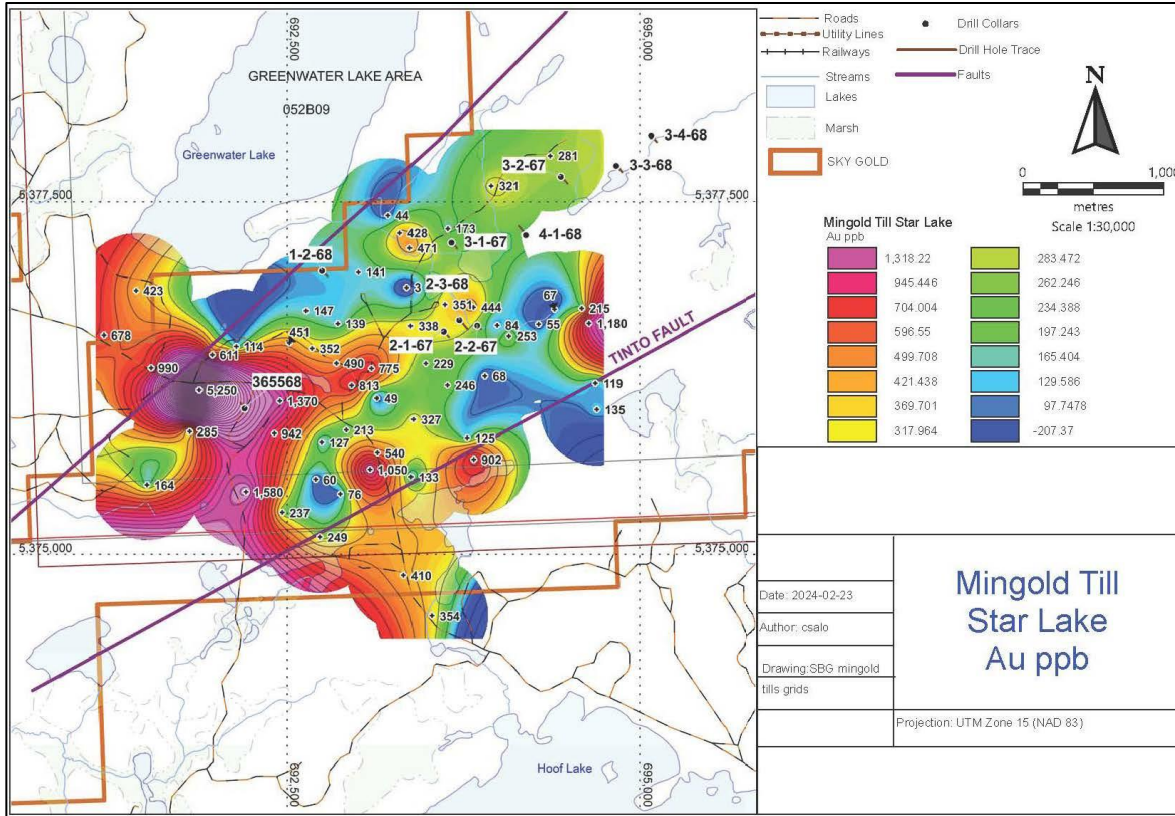 692,500
695,000
GREENWATER LAKE AREA
052B09
Greenwater Lake
3-4-68
3-2-67
281
3-3-68
321
5,377,500
5,377,500
44
428
173
471
3-1-67
4-1-68
1-2-68
141
2-3-68
3
423
67
351
444
147
215
139
338
84
55
1,180
678
451
253
TINTO FAULT
114
352
2-1-67
2-2-67
611
490
229
990
775
365568
68
5,250
813
246
119
1,370
49
135
327
285
942
213
127
125
540
902
1,050
164
60
133
1,580
76
237
249
5,375,000
5,375,000
410
354
Hoof Lake
692,500
695,000
Roads
Utility Lines
Railways
Streams
Lakes
Marsh
SKY GOLD
Drill Collars
Drill Hole Trace
Faults
N
0 1,000
metres
Scale 1:30,000
Mingold Till Star Lake
Au ppb
1,318.22 283.472
945.446 262.246
704.004 234.388
596.55 197.243
499.708 165.404
421.438 129.586
369.701 97.7478
317.964 -207.37
Date: 2024-02-23
Author: csalo
Drawing:SBG mingold
tills grids
Mingold Till
Star Lake
Au ppb
Projection: UTM Zone 15 (NAD 83)